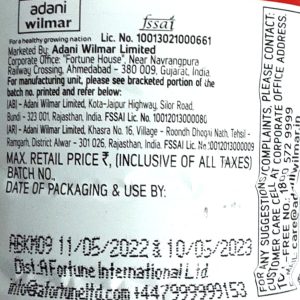 adani
wilmar
fssai
For a healthy growing nation Lic. No. 10013021000661
Marketed By: Adani Wilmar Limited
Corporate Office: "Fortune House", Near Navrangpura
Railway Crossing, Ahmedabad - 380 009, Gujarat, India
For manufacturing unit address, please see bracketed portion of the
batch no. printed and refer below:
(AB) - Adani Wilmar Limited, Kota-Jaipur Highway, Silor Road,
Bundi - 323 001, Rajasthan, India. FSSAI Lic. No. 10012013000080
(AR) - Adani Wilmar Limited, Khasra No. 16. Village - Roondh Dhogra Nath, Tehsil -
Ramgarh, District Alwar - 301 026, Rajasthan, India. FSSAI Lic. No.
MAX. RETAIL PRICE ₹, (INCLUSIVE OF ALL TAXES)
BATCH NO.
DATE OF PACKAGING & USE BY:
ABKM09 11/05/2022 & 10/05/2023
Dist.A Fortune International Ltd
info@afortuneltd.com +447999999153
FOR ANY SUGGESTIONS/COMPLAINTS, PLEASE CONTACT:
CUSTOMER CARE CELL AT CORPORATE OFFICE ADDRESS.